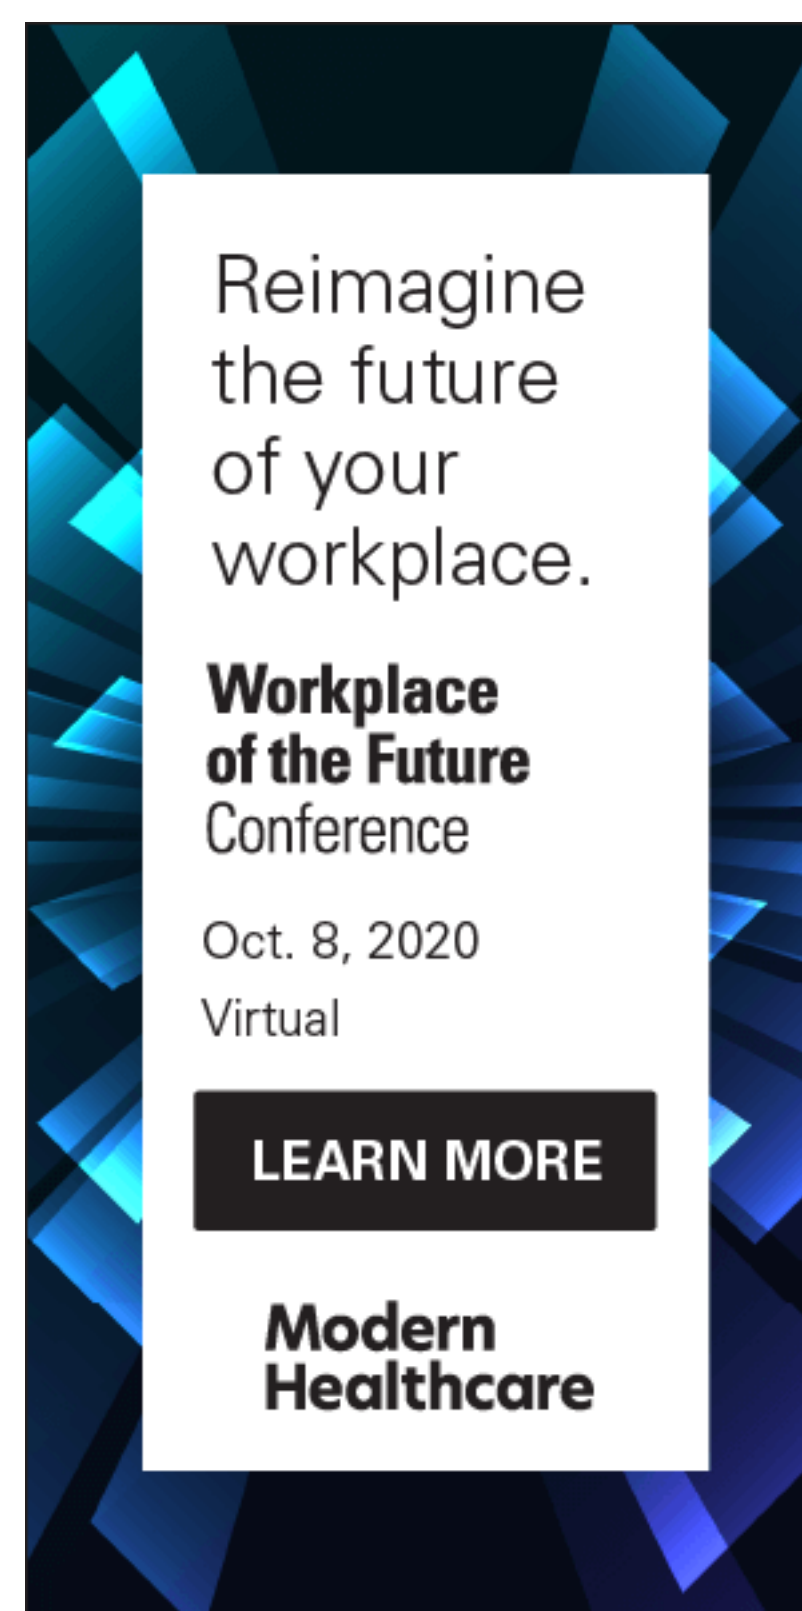 Reimagine
the future
of your
workplace.
Workplace
of the Future
Conference
Oct. 8, 2020
Virtual
LEARN MORE
Modern
Healthcare